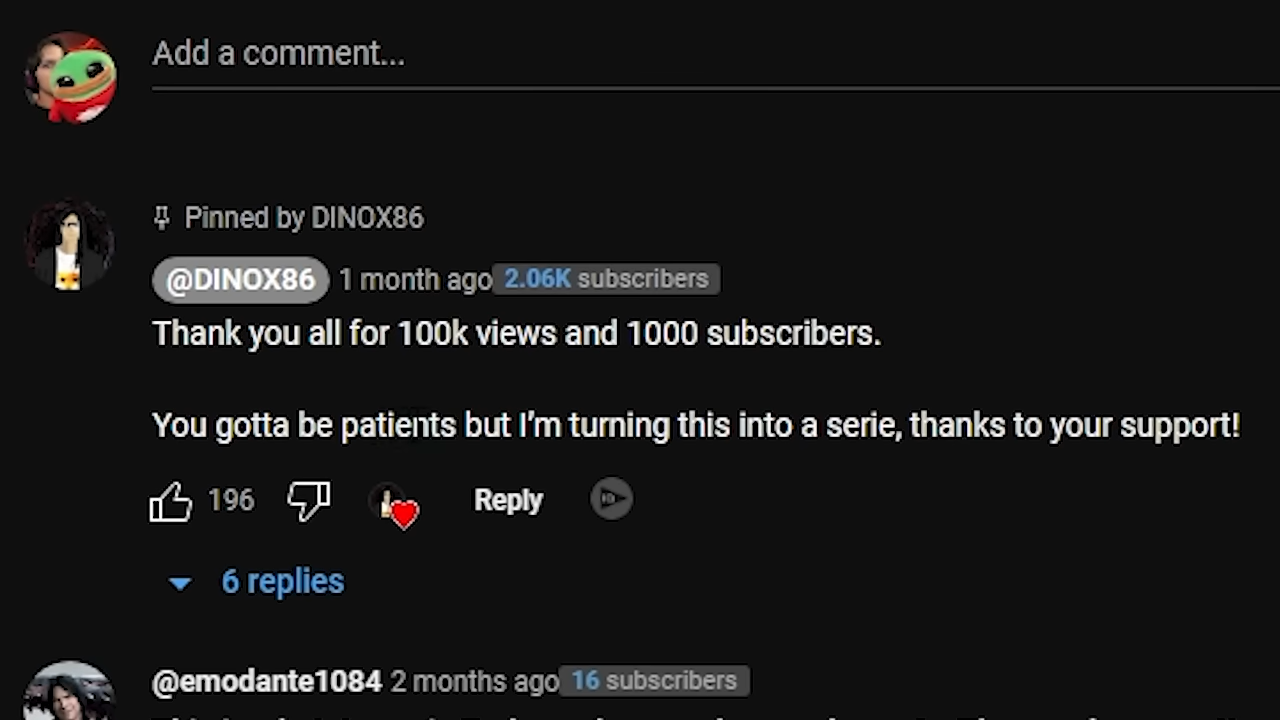 Add a comment...
Pinned by DINOX86
@DINOX86 1 month ago 2.06K subscribers
Thank you all for 100k views and 1000 subscribers.
You gotta be patients but I'm turning this into a serie, thanks to your support!
196 Reply
6 replies
@emodante1084 2 months ago 16 subscribers